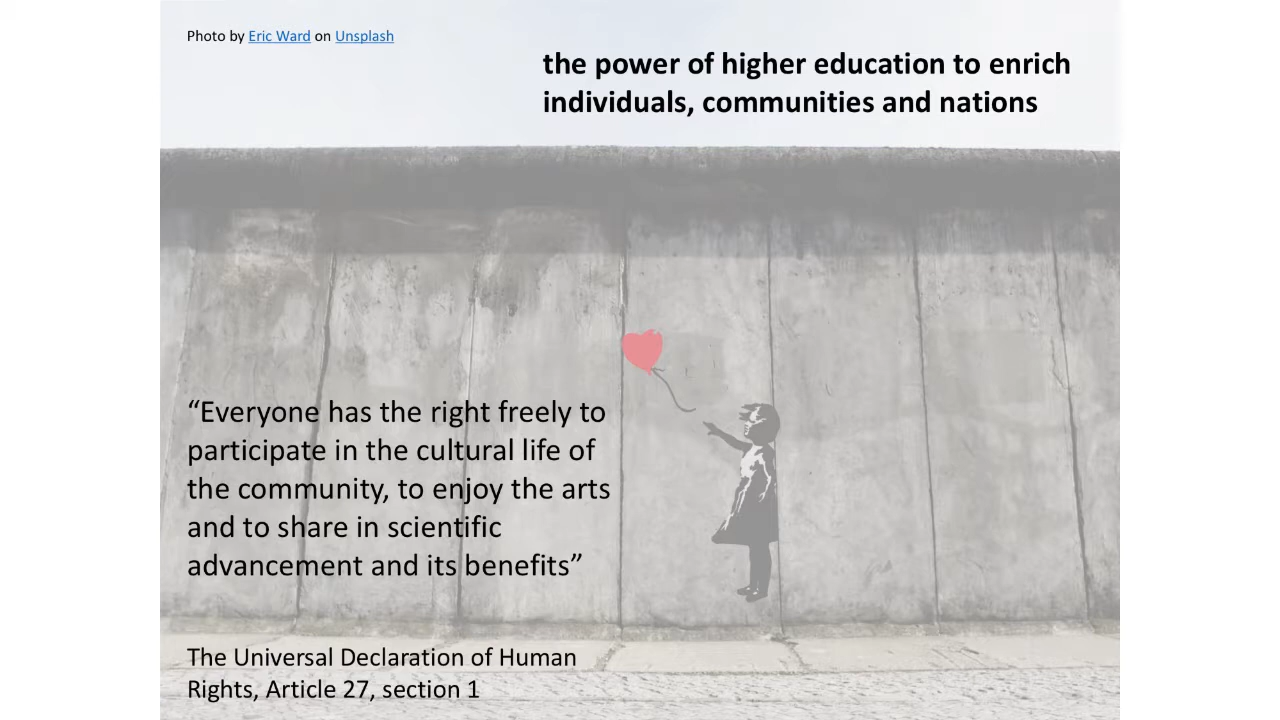 Photo by Eric Ward on Unsplash
the power of higher education to enrich
individuals, communities and nations
“Everyone has the right freely to
participate in the cultural life of
the community, to enjoy the arts
and to share in scientific
advancement and its benefits”
The Universal Declaration of Human
Rights, Article 27, section 1